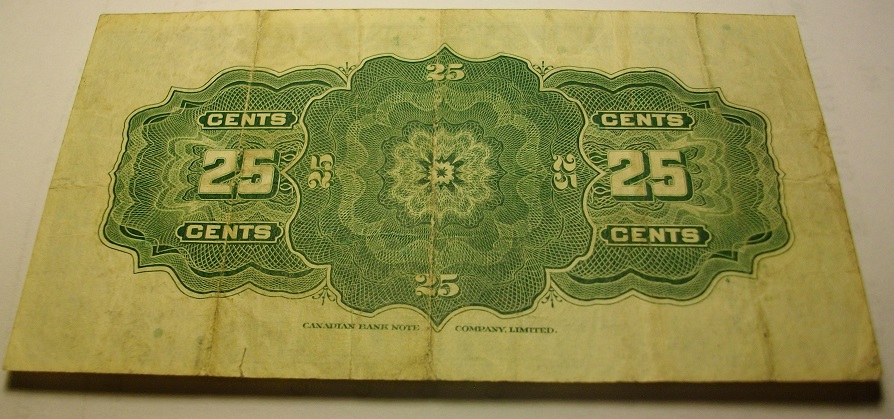 25
CENTS CENTS
25 25 25 25
CENTS CENTS
25
CANADIAN BANK NOTE COMPANY, LIMITED.